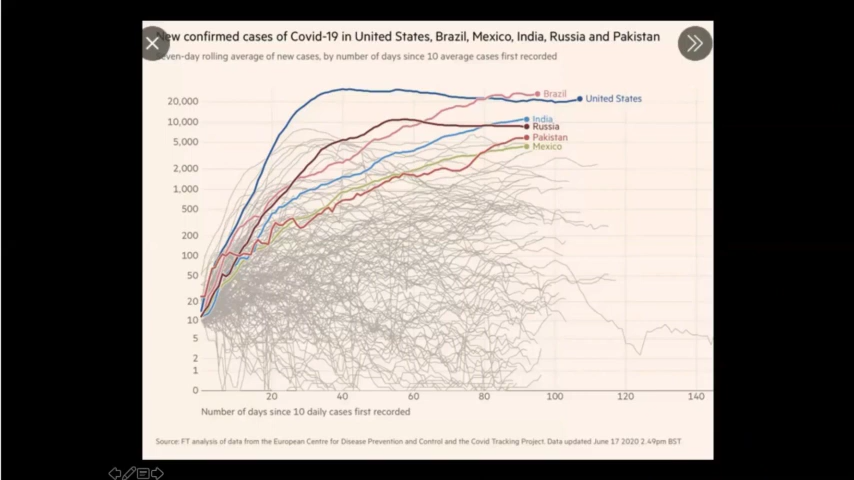 New confirmed cases of Covid-19 in United States, Brazil, Mexico, India, Russia and Pakistan
Seven-day rolling average of new cases, by number of days since 10 average cases first recorded
20,000
10,000
5,000
2,000
1,000
500
200
100
50
20
10
5
2
1
0
Brazil
United States
India
Russia
Pakistan
Mexico
20 40 60 80 100 120 140
Number of days since 10 daily cases first recorded
Source: FT analysis of data from the European Centre for Disease Prevention and Control and the Covid Tracking Project. Data updated June 17 2020 2.49pm BST